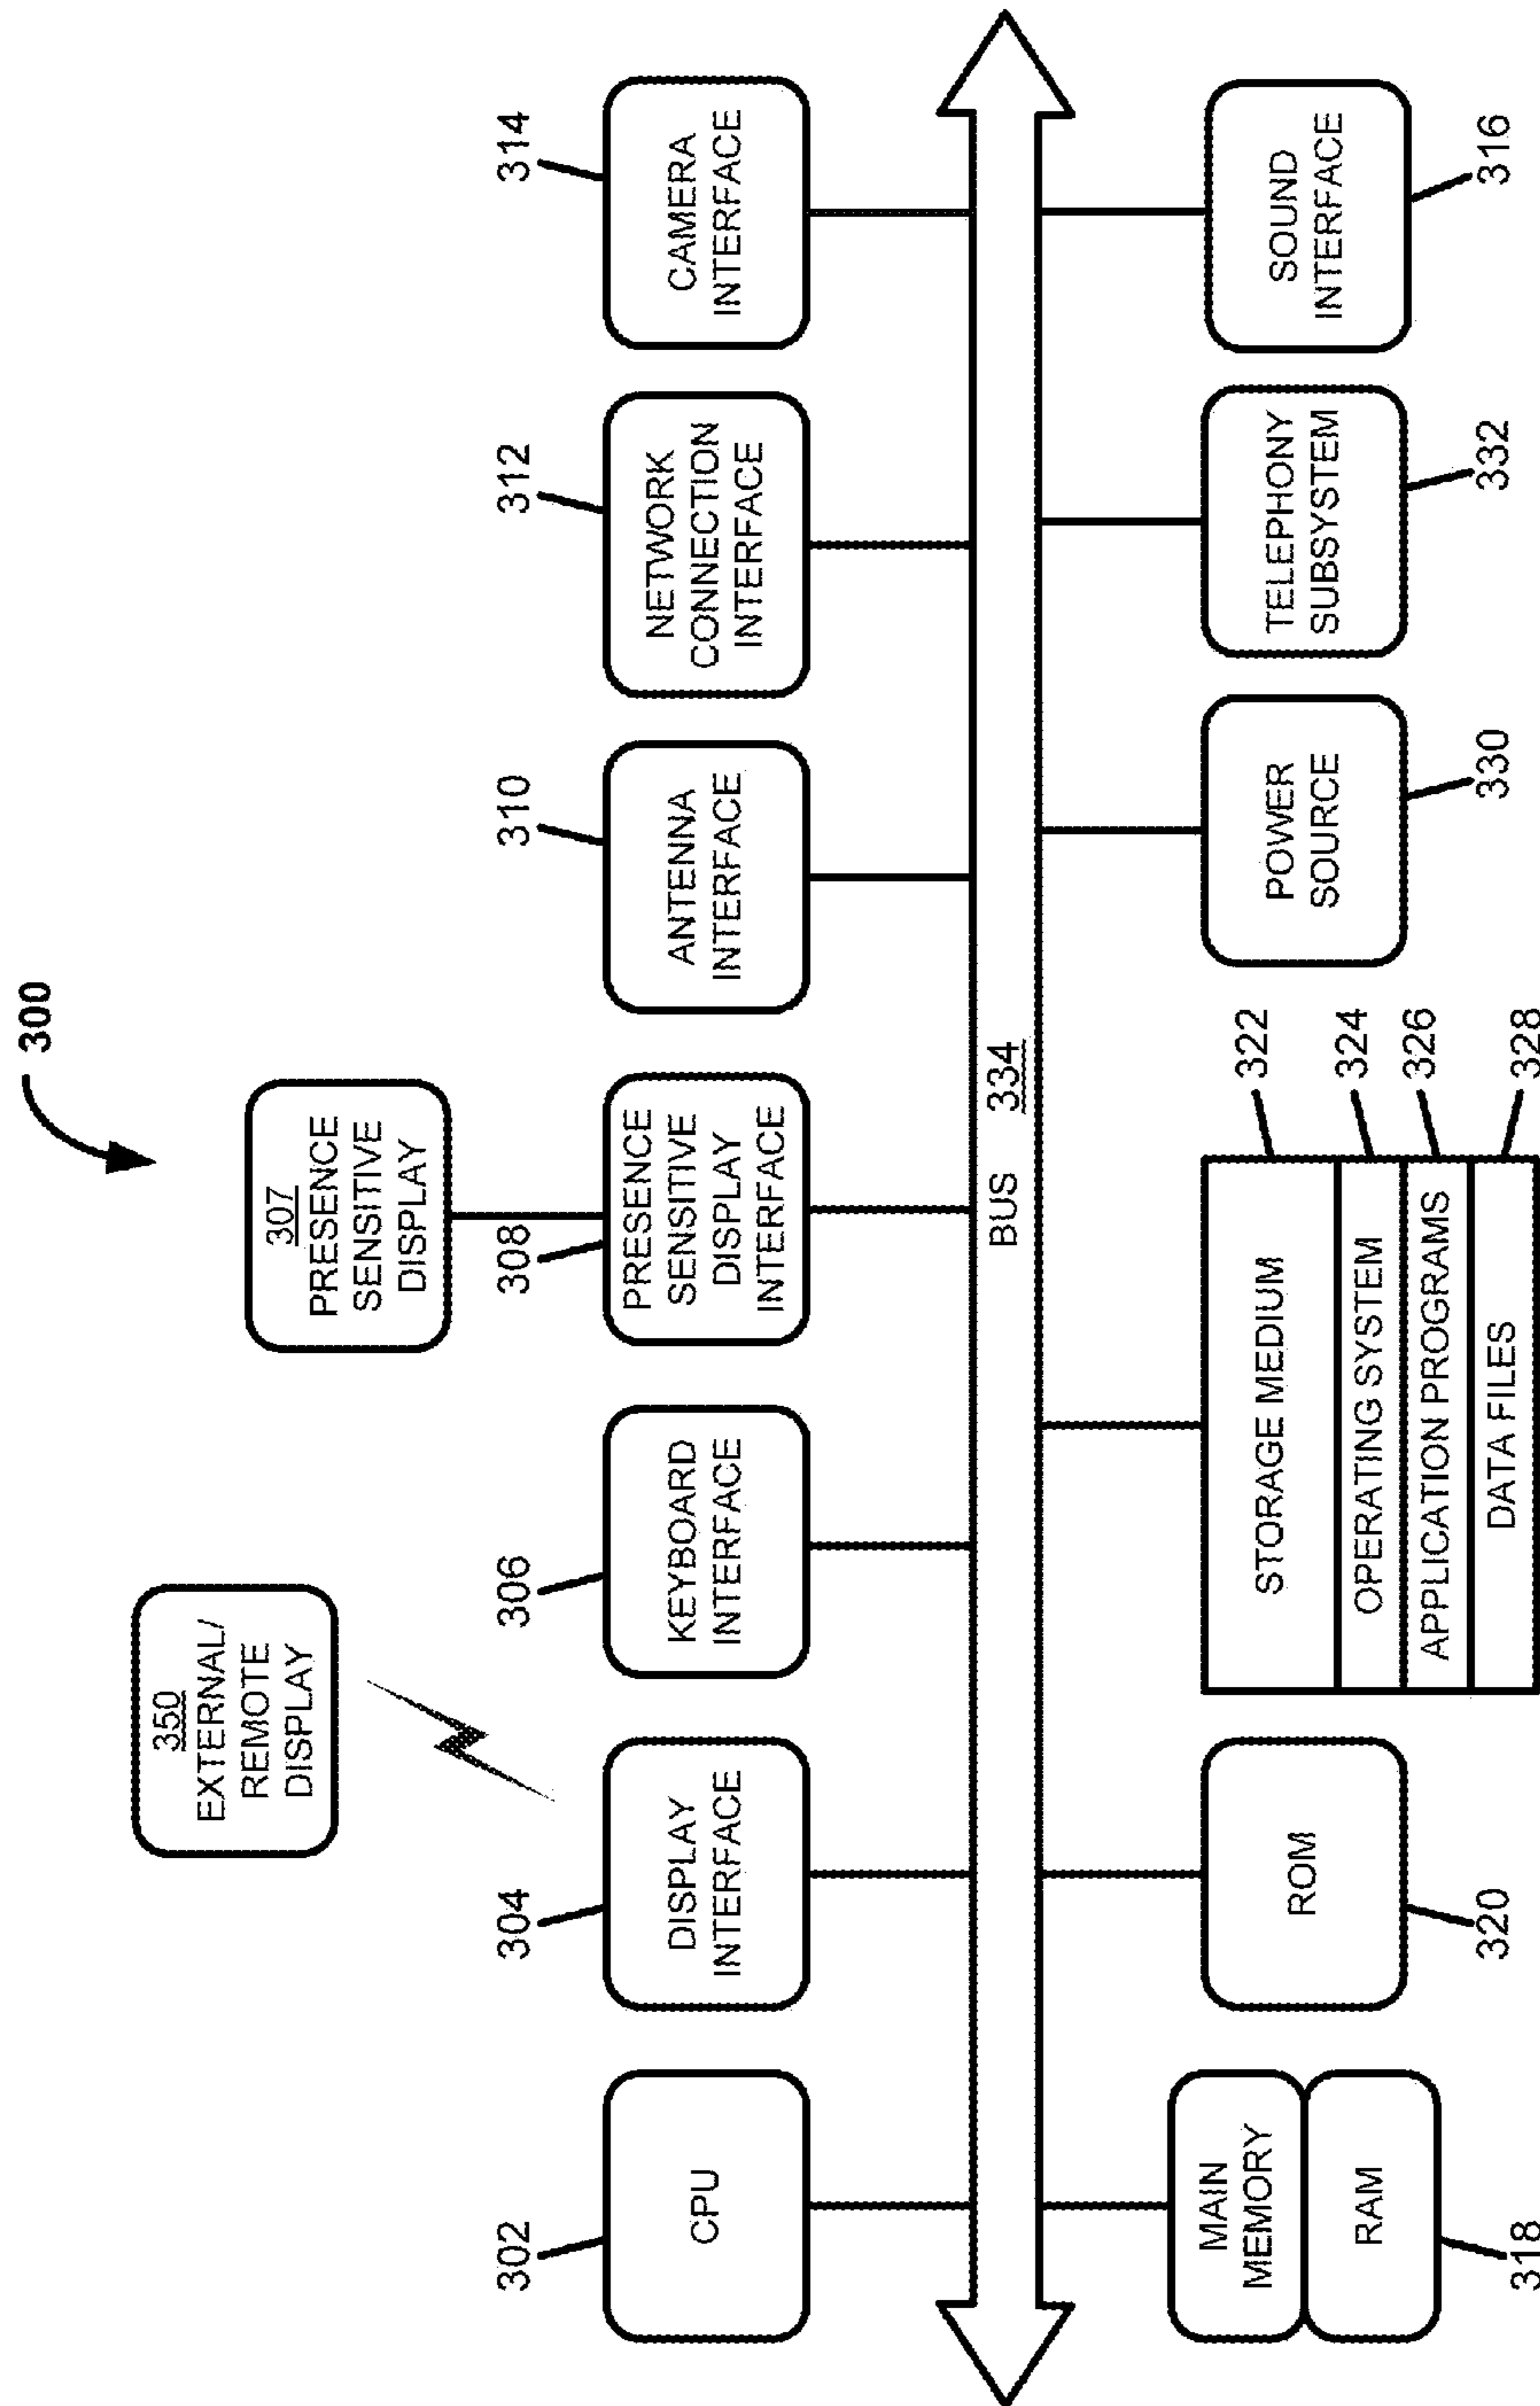 300
350
EXTERNAL/
REMOTE
DISPLAY
307
PRESENCE
SENSITIVE
DISPLAY
302
304
306
308
310
312
314
CPU
DISPLAY
INTERFACE
KEYBOARD
INTERFACE
PRESENCE
SENSITIVE
DISPLAY
INTERFACE
ANTENNA
INTERFACE
NETWORK
CONNECTION
INTERFACE
CAMERA
INTERFACE
BUS 334
MAIN
MEMORY
RAM
318
ROM
320
STORAGE MEDIUM
322
OPERATING SYSTEM
324
APPLICATION PROGRAMS
326
DATA FILES
328
POWER
SOURCE
330
TELEPHONY
SUBSYSTEM
332
SOUND
INTERFACE
316